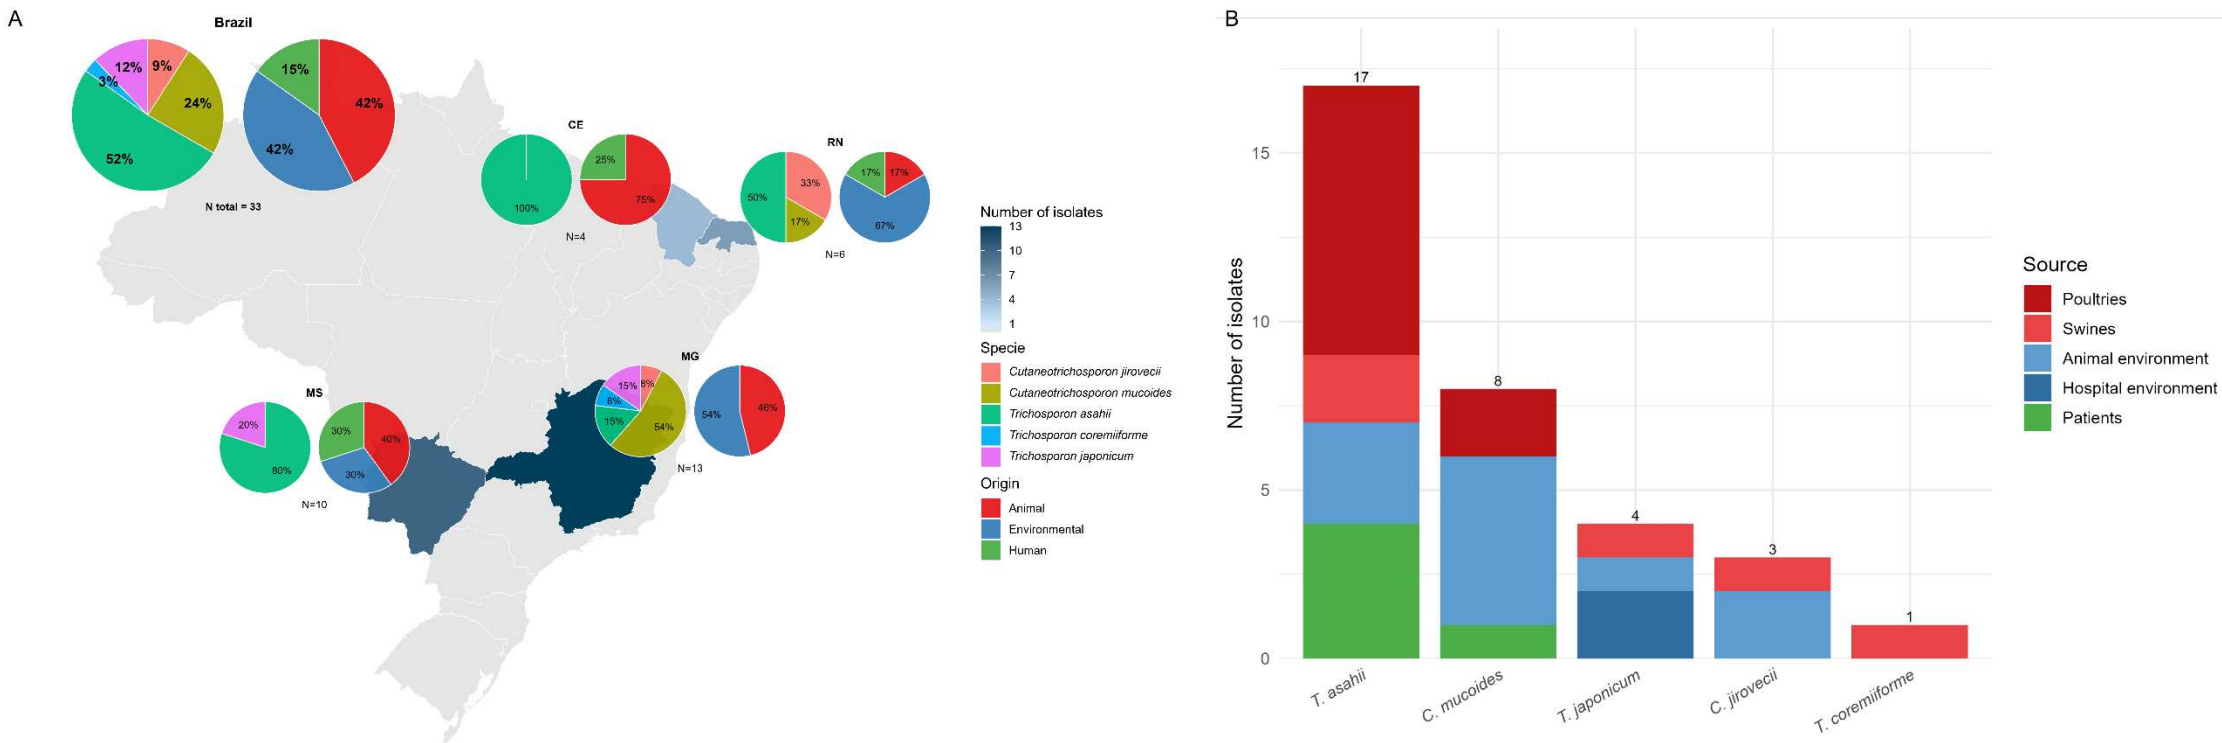 A
Brazil
12%
9%
3%
24%
52%
15%
42%
42%
N total = 33
CE
100%
25%
75%
N=4
RN
50%
33%
17%
17%
17%
67%
N=6
MS
20%
80%
30%
40%
30%
N=10
MG
15%
8%
8%
15%
54%
54%
46%
N=13
Number of isolates
13
10
7
4
1
Specie
Cutaneotrichosporon jirovecii
Cutaneotrichosporon mucoides
Trichosporon asahii
Trichosporon coremiiforme
Trichosporon japonicum
Origin
Animal
Environmental
Human
B
Number of isolates
15
10
5
0
17
8
4
3
1
T. asahii
C. mucoides
T. japonicum
C. jirovecii
T. coremiiforme
Source
Poultries
Swines
Animal environment
Hospital environment
Patients